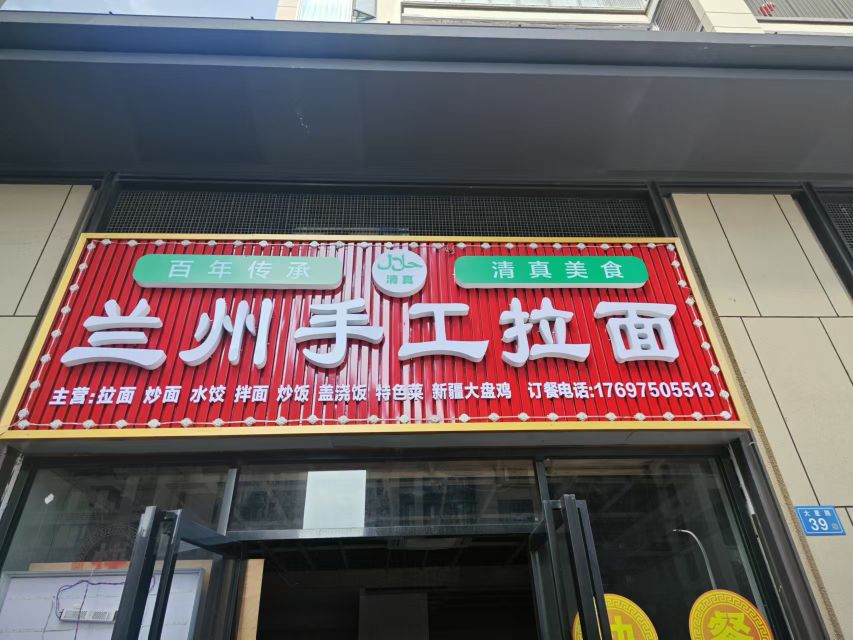 百年传承 حلال 清真 清真美食
兰州手工拉面
主营:拉面 炒面 水饺 拌面 炒饭 盖浇饭 特色菜 新疆大盘鸡 订餐电话:17697505513
39
餐